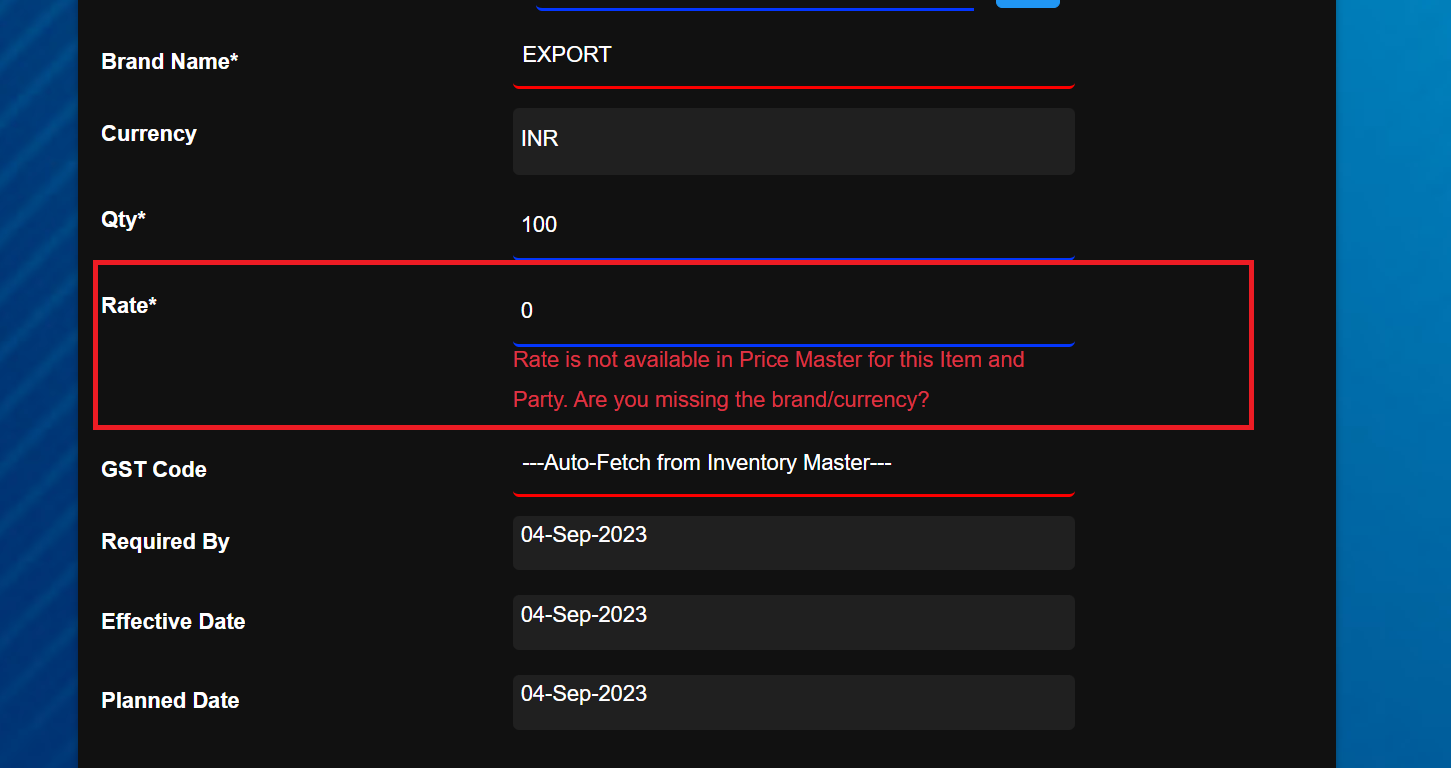 Brand Name*
EXPORT
Currency
INR
Qty*
100
Rate*
0
Rate is not available in Price Master for this Item and
Party. Are you missing the brand/currency?
GST Code
---Auto-Fetch from Inventory Master---
Required By
04-Sep-2023
Effective Date
04-Sep-2023
Planned Date
04-Sep-2023